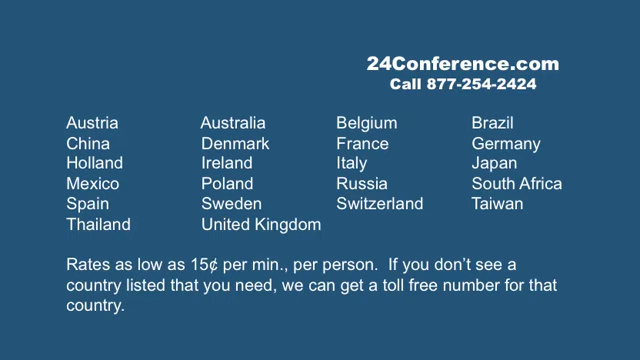 24Conference.com
Call 877-254-2424
Austria Australia Belgium Brazil
China Denmark France Germany
Holland Ireland Italy Japan
Mexico Poland Russia South Africa
Spain Sweden Switzerland Taiwan
Thailand United Kingdom
Rates as low as 15¢ per min., per person. If you don’t see a
country listed that you need, we can get a toll free number for that
country.